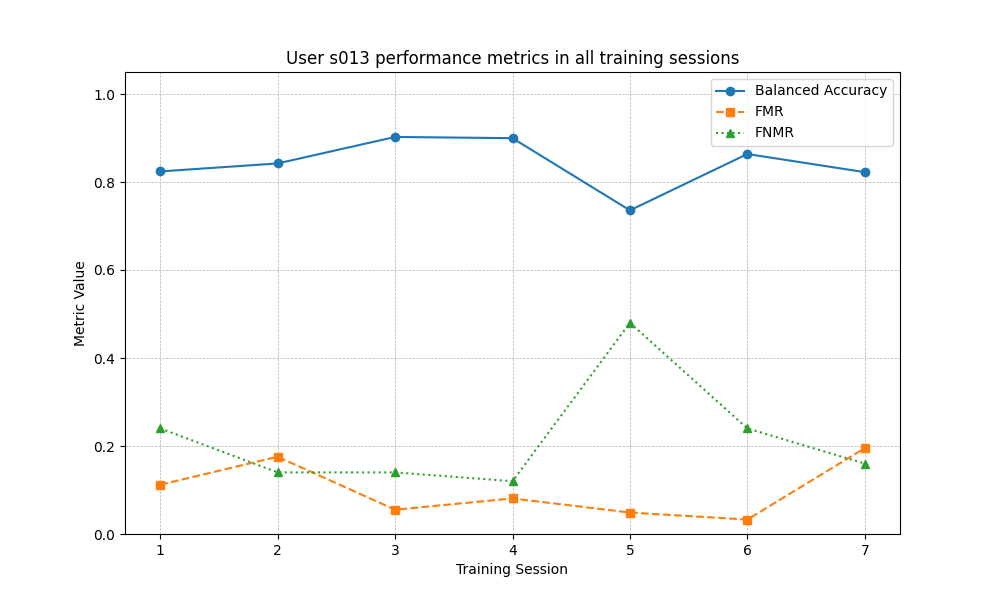 User s013 performance metrics in all training sessions
Balanced Accuracy
FMR
FNMR
Metric Value
1.0
0.8
0.6
0.4
0.2
0.0
1 2 3 4 5 6 7
Training Session